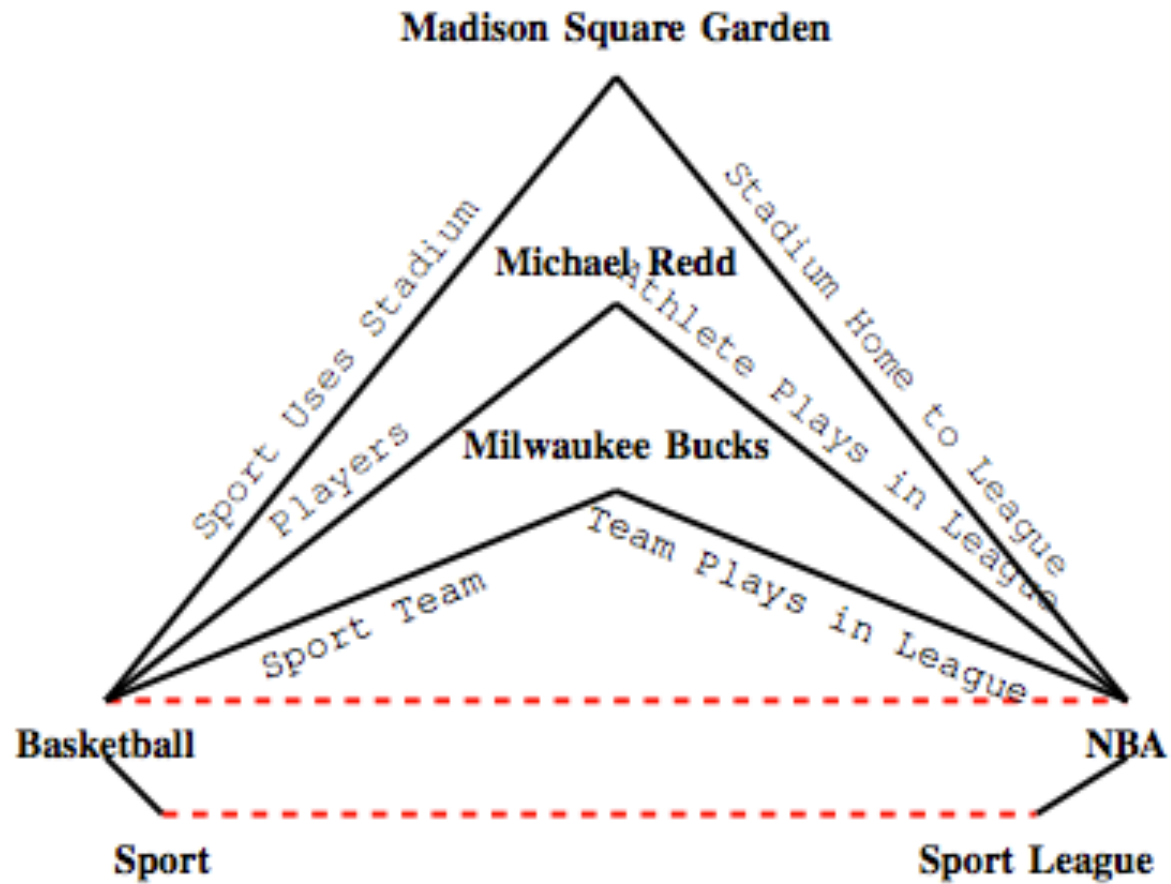 Madison Square Garden
Sport Uses Stadium
Stadium Home to League
Michael Redd
Players
Athlete Plays in League
Milwaukee Bucks
Sport Team
Team Plays in League
Basketball
NBA
Sport
Sport League